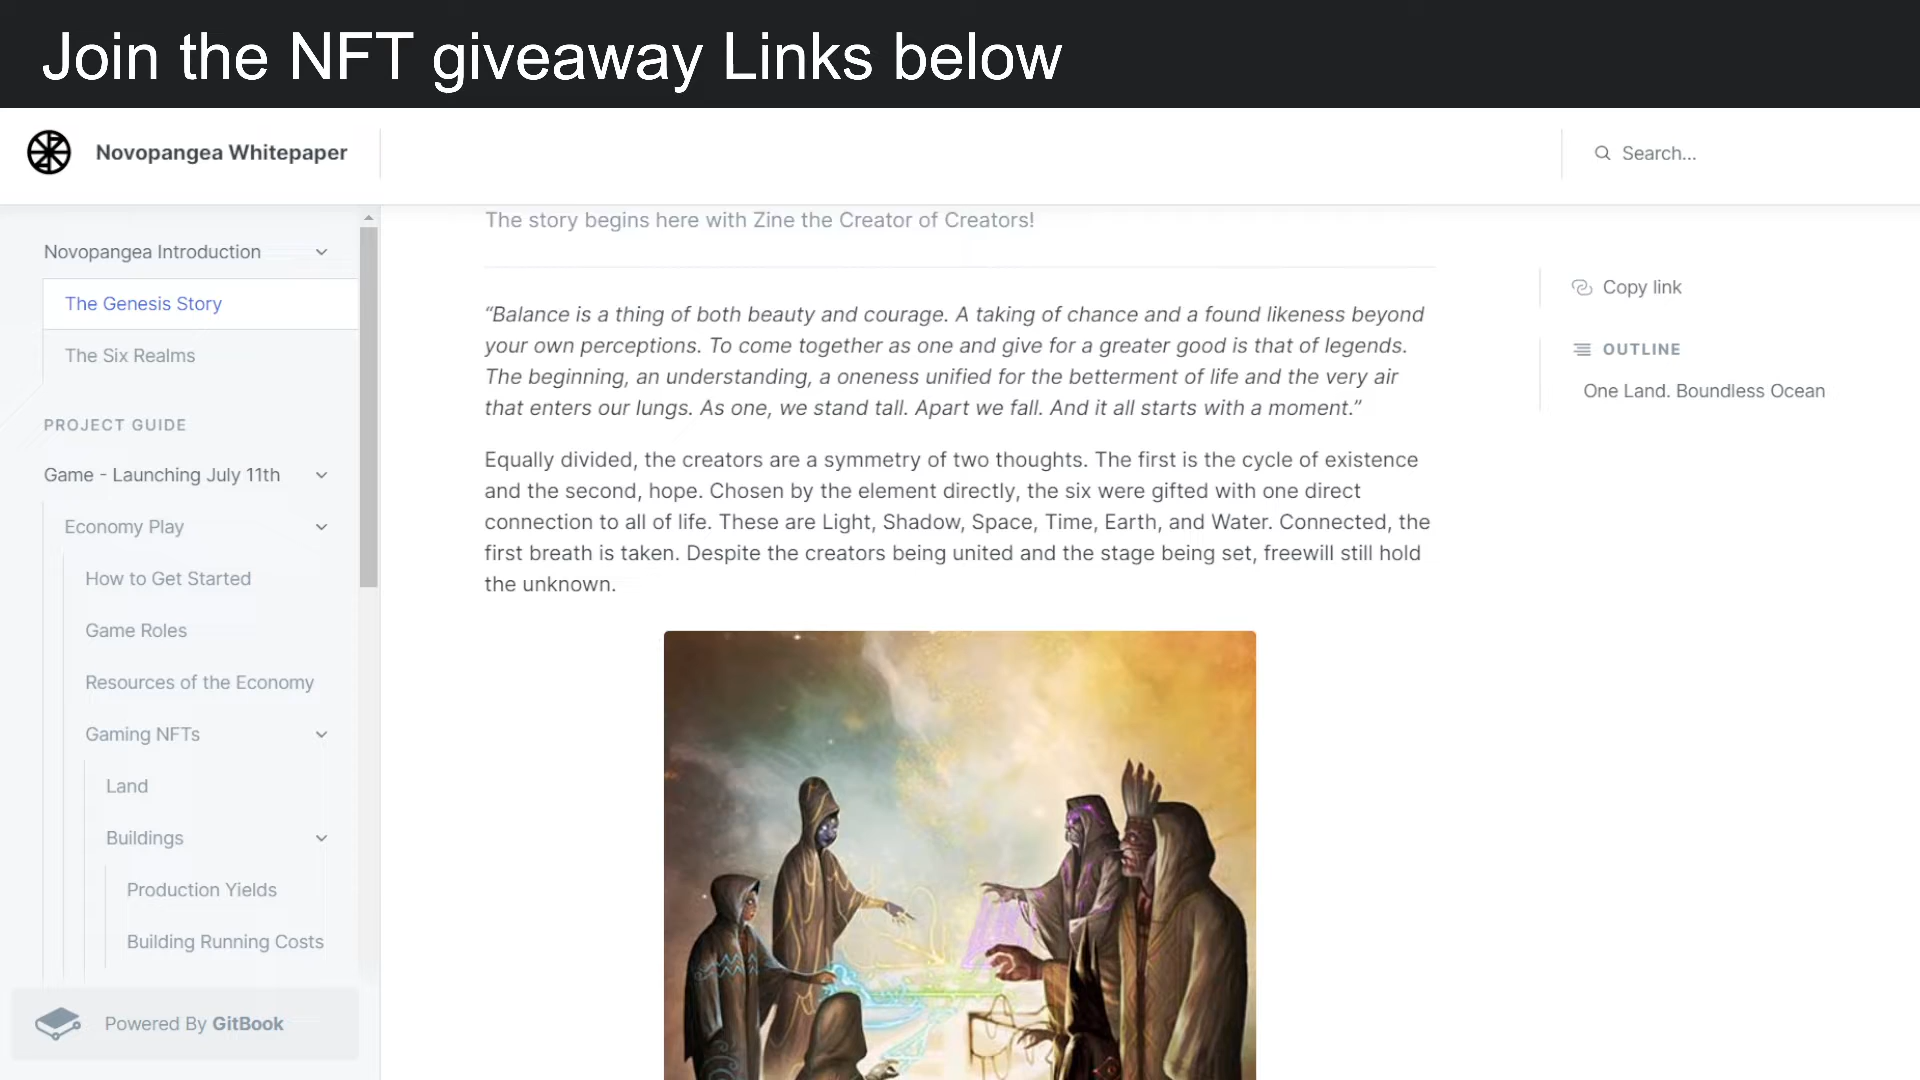 Join the NFT giveaway Links below
Novopangea Whitepaper
Search...
Novopangea Introduction
The Genesis Story
The Six Realms
PROJECT GUIDE
Game - Launching July 11th
Economy Play
How to Get Started
Game Roles
Resources of the Economy
Gaming NFTs
Land
Buildings
Production Yields
Building Running Costs
Powered By GitBook
The story begins here with Zine the Creator of Creators!
“Balance is a thing of both beauty and courage. A taking of chance and a found likeness beyond
your own perceptions. To come together as one and give for a greater good is that of legends.
The beginning, an understanding, a oneness unified for the betterment of life and the very air
that enters our lungs. As one, we stand tall. Apart we fall. And it all starts with a moment.”
Equally divided, the creators are a symmetry of two thoughts. The first is the cycle of existence
and the second, hope. Chosen by the element directly, the six were gifted with one direct
connection to all of life. These are Light, Shadow, Space, Time, Earth, and Water. Connected, the
first breath is taken. Despite the creators being united and the stage being set, freewill still hold
the unknown.
Copy link
OUTLINE
One Land. Boundless Ocean